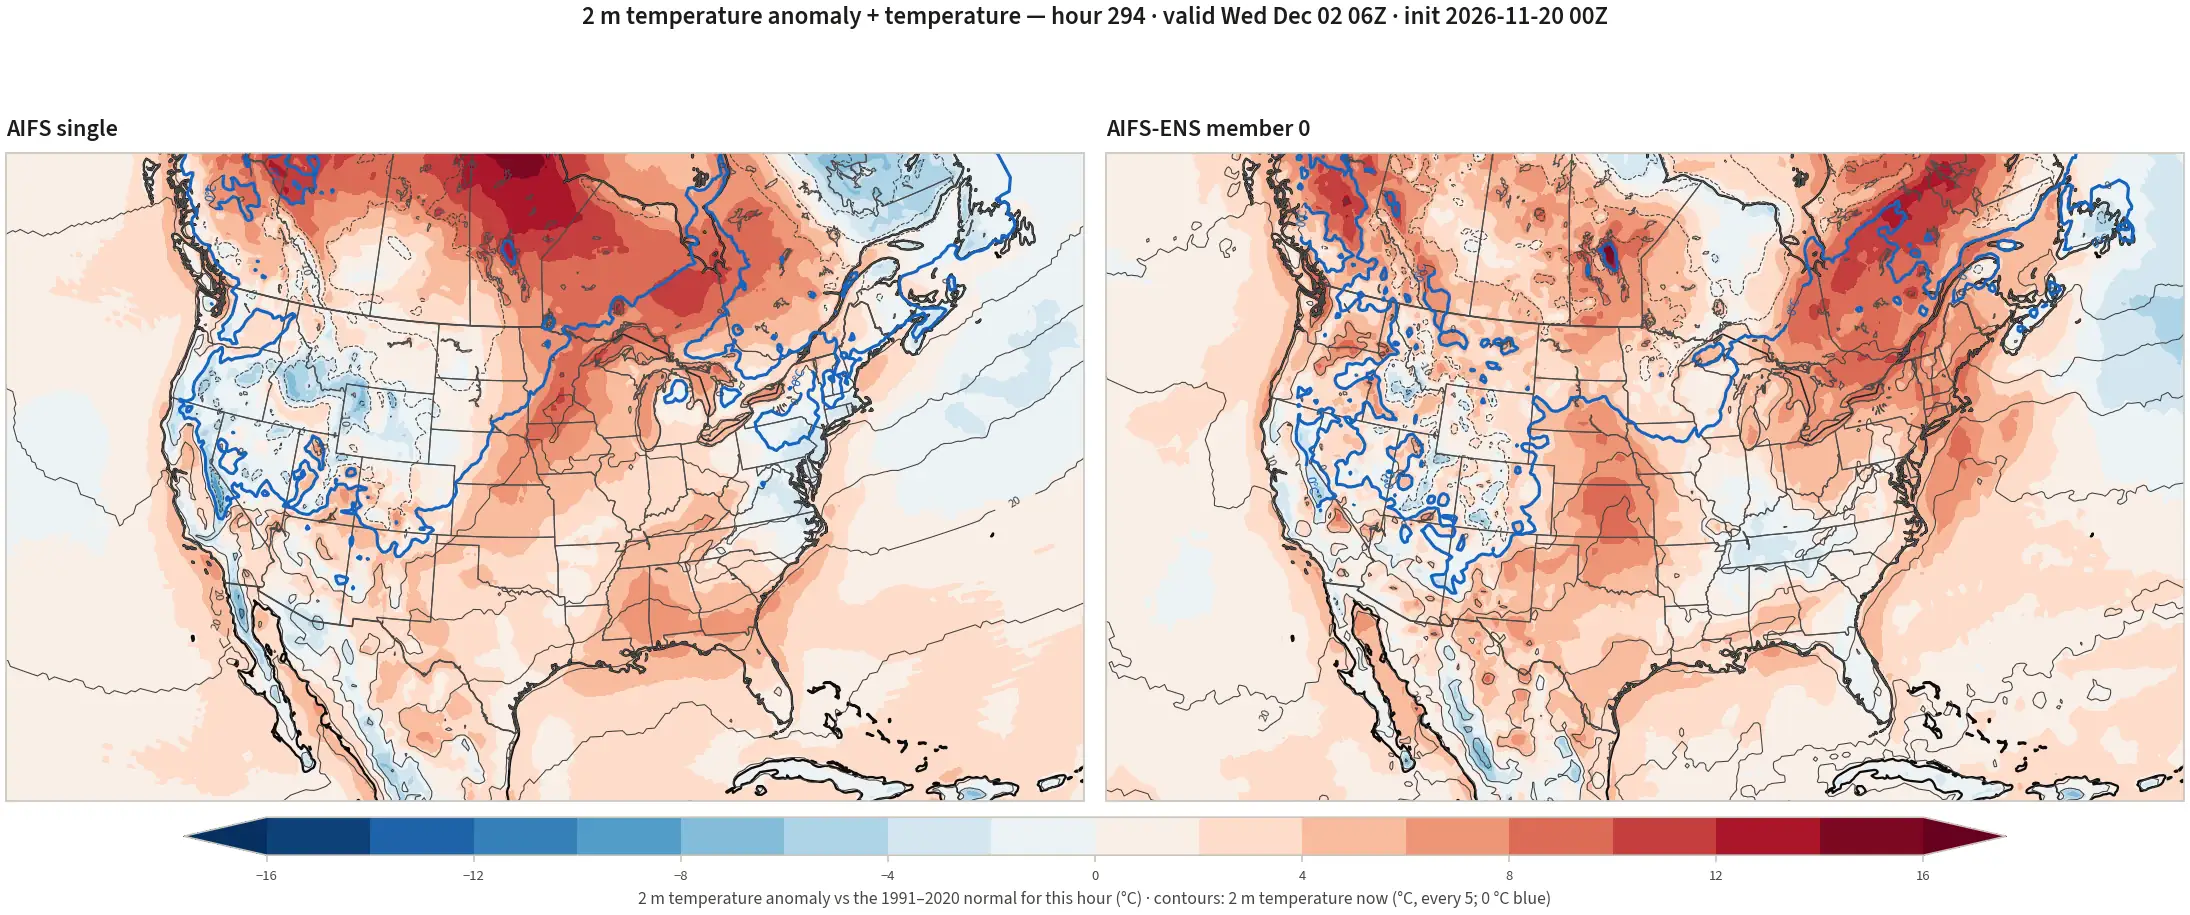 2 m temperature anomaly + temperature — hour 294 · valid Wed Dec 02 06Z · init 2026-11-20 00Z
AIFS single
AIFS-ENS member 0
20
20
−16 −12 −8 −4 0 4 8 12 16
2 m temperature anomaly vs the 1991–2020 normal for this hour (°C) · contours: 2 m temperature now (°C, every 5; 0 °C blue)